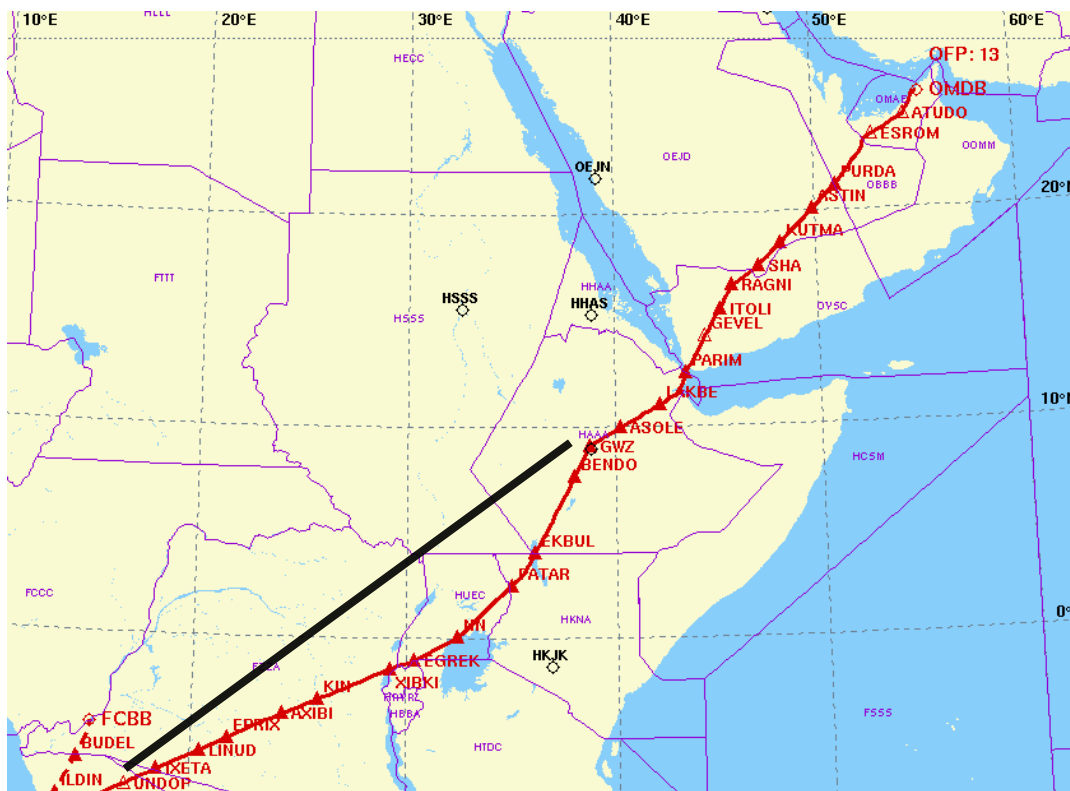 10°E
20°E
30°E
40°E
50°E
60°E
HECC
OFP: 13
OMDB
OMAE
ATUDO
ESROM
OOMM
OEJD
OEJN
PURDA
OBBB
20°N
ASTIN
KUTMA
FTTT
SHA
RAGNI
HHAA
HSSS
HHAS
HSSS
ITOLI
OYSC
GEVEL
PARIM
10°N
ASOLE
HAAA
GWZ
HCSM
BENDO
EKBUL
PATAR
FCCC
HUEC
HKNA
0°
NN
EGREK
HKJK
XIBKI
KIN
HBBA
AXIBI
FSSS
FCBB
EPRIX
BUDEL
LINUD
HTDC
IXETA
ILDIN
UNDOP